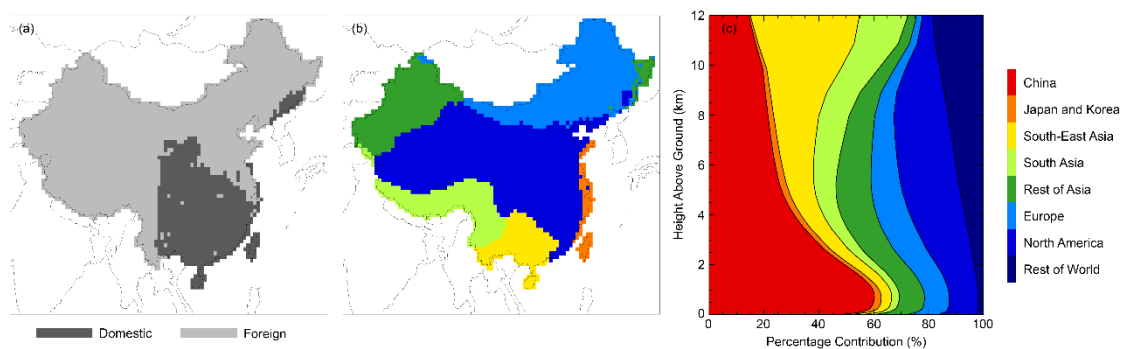 (a)
Domestic
Foreign
(b)
(c)
Height Above Ground (km)
12
10
8
6
4
2
0
0 20 40 60 80 100
Percentage Contribution (%)
China
Japan and Korea
South-East Asia
South Asia
Rest of Asia
Europe
North America
Rest of World